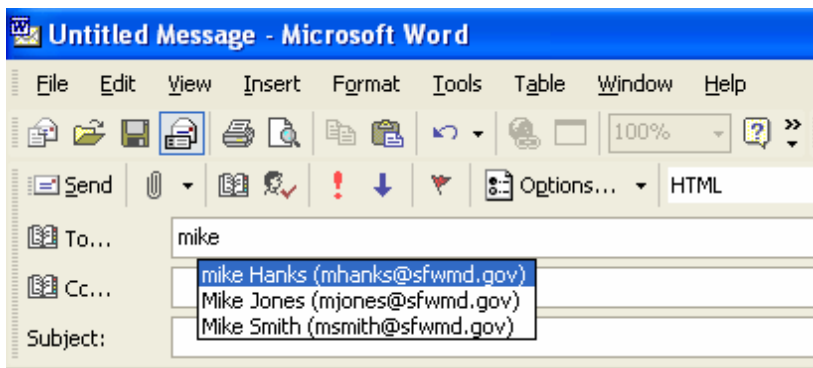 Untitled Message - Microsoft Word
File Edit View Insert Format Tools Table Window Help
100%
Send Options... HTML
To... mike
mike Hanks (mhanks@sfwmd.gov)
Cc...
Mike Jones (mjones@sfwmd.gov)
Mike Smith (msmith@sfwmd.gov)
Subject: